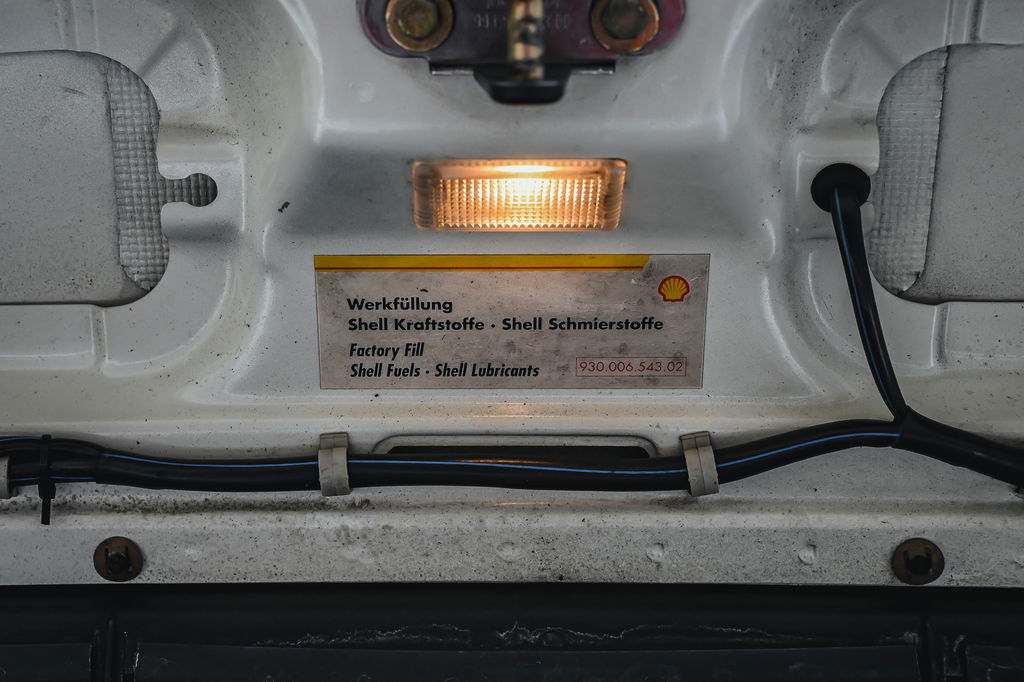 Werkfüllung
Shell Kraftstoffe · Shell Schmierstoffe
Factory Fill
Shell Fuels · Shell Lubricants
930.006.543.02